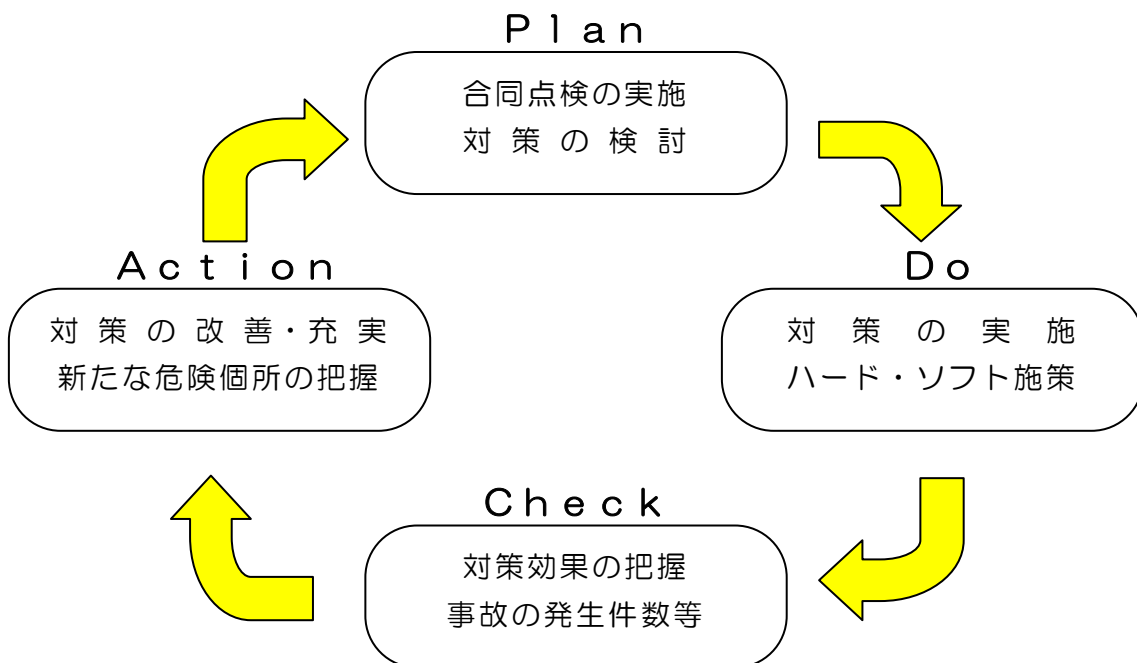 Ｐｌａｎ
合同点検の実施
対策の検討
Ａｃｔｉｏｎ
対策の改善・充実
新たな危険個所の把握
Ｄｏ
対策の実施
ハード・ソフト施策
Ｃｈｅｃｋ
対策効果の把握
事故の発生件数等